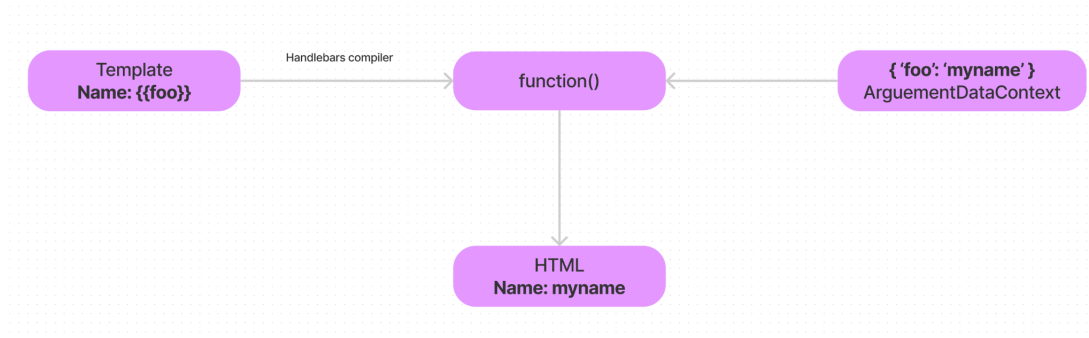 Template
Name: {{foo}}
Handlebars compiler
function()
{ ‘foo’: ‘myname’ }
ArguementDataContext
HTML
Name: myname